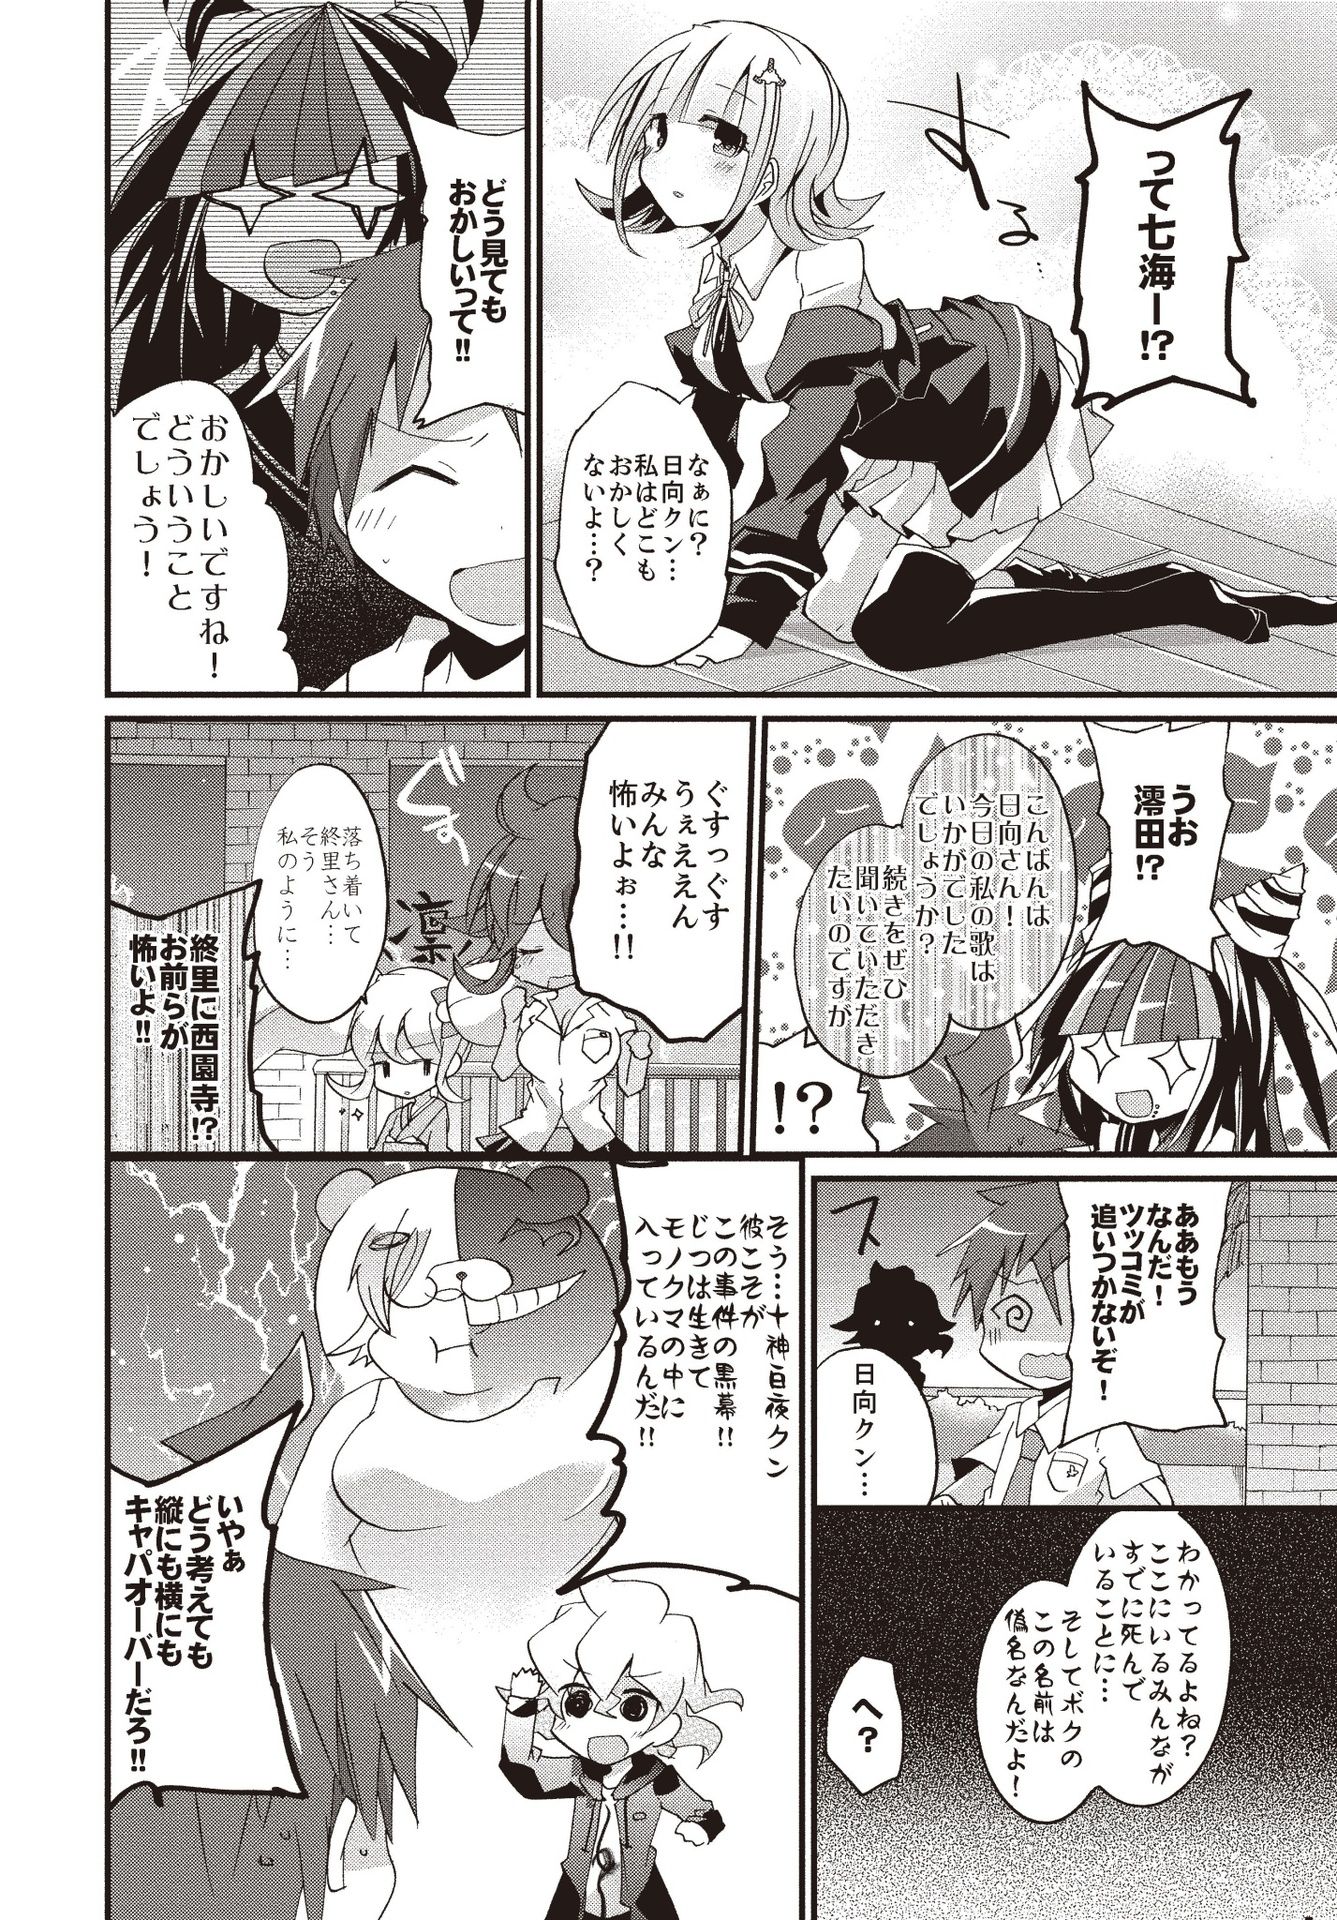 って七海ー!?
よろ…
なぁに?
日向クン…
私はどこも
おかしく
ないよ…?
どう見ても
おかしいって!!
おかしいですね!
どういうこと
でしょう!
うお
澪田!?
こんばんは
日向さん!
今日の私の歌は
いかがでした
でしょうか?
続きをぜひ
聞いていただき
たいのですが
!?
ぐすっぐす
うぇええん
みんな
怖いよぉ…!!
ぐす
凛
落ち着いて
終里さん…
そう
私のように…
終里に西園寺!?
お前らが
怖いよ!!
ああもう
なんだ!
ツッコミが
追いつかないぞ!
ス
日向クン…
わかってるよね?
ここにいるみんなが
すでに死んで
いることに…
そしてボクの
この名前は
偽名なんだよ!
へ?
そう…十神白夜クン
彼こそが
この事件の黒幕!!
じつは生きて
モノクマの中に
入っているんだ!!
いやぁ
どう考えても
縦にも横にも
キャパオーバーだろ!!